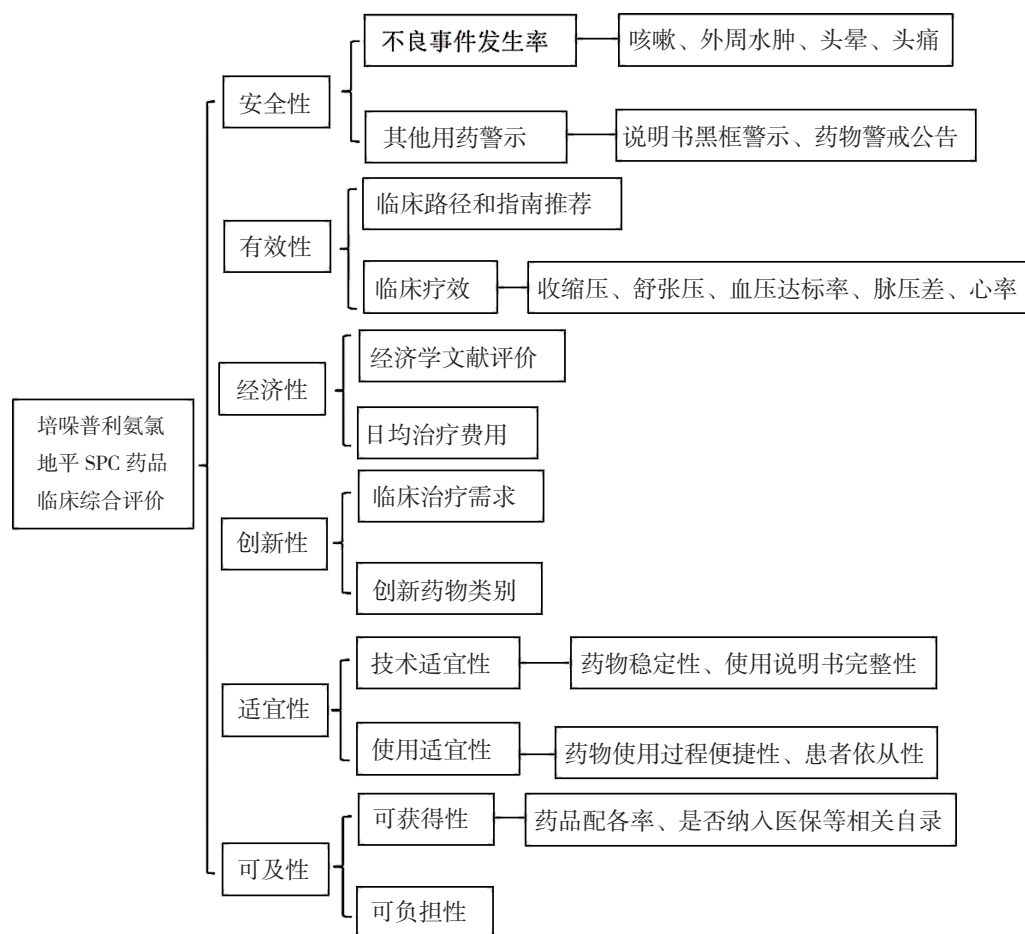 培哚普利氨氯
地平 SPC 药品
临床综合评价
安全性
不良事件发生率
咳嗽、外周水肿、头晕、头痛
其他用药警示
说明书黑框警示、药物警戒公告
有效性
临床路径和指南推荐
临床疗效
收缩压、舒张压、血压达标率、脉压差、心率
经济性
经济学文献评价
日均治疗费用
创新性
临床治疗需求
创新药物类别
适宜性
技术适宜性
药物稳定性、使用说明书完整性
使用适宜性
药物使用过程便捷性、患者依从性
可及性
可获得性
药品配各率、是否纳入医保等相关自录
可负担性